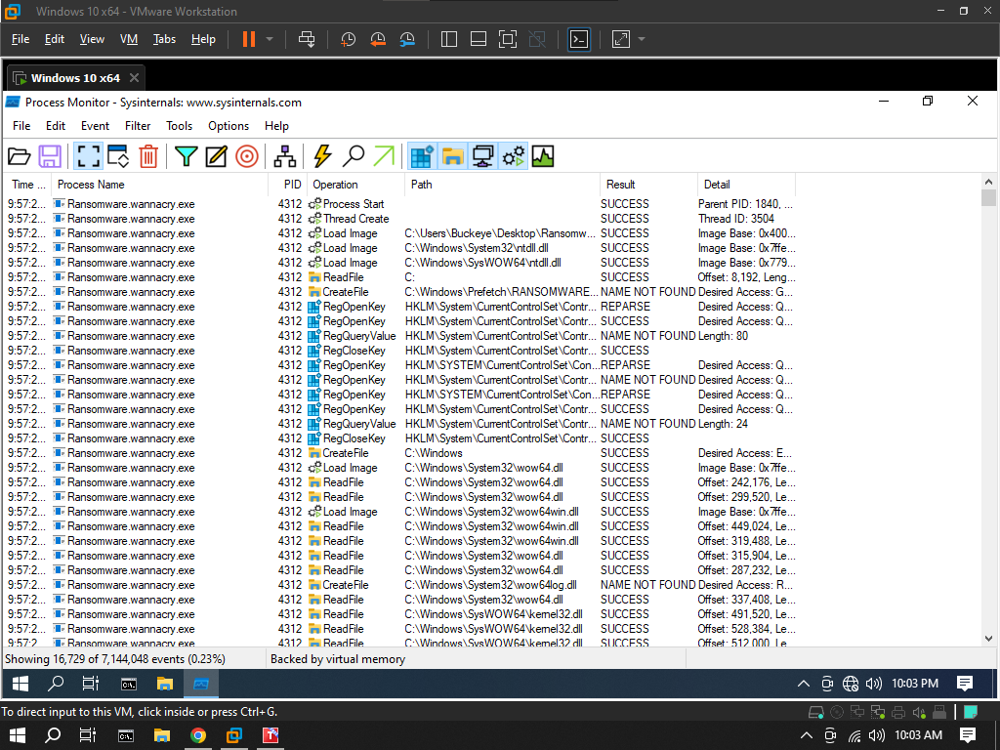 Windows 10 x64 - VMware Workstation
File Edit View VM Tabs Help
Windows 10 x64
Process Monitor - Sysinternals: www.sysinternals.com
File Edit Event Filter Tools Options Help
Time ... Process Name PID Operation Path Result Detail
9:57:2... Ransomware.wannacry.exe 4312 Process Start SUCCESS Parent PID: 1840, ...
9:57:2... Ransomware.wannacry.exe 4312 Thread Create SUCCESS Thread ID: 3504
9:57:2... Ransomware.wannacry.exe 4312 Load Image C:\Users\Buckeye\Desktop\Ransomw... SUCCESS Image Base: 0x400...
9:57:2... Ransomware.wannacry.exe 4312 Load Image C:\Windows\System32\ntdll.dll SUCCESS Image Base: 0x7ffe...
9:57:2... Ransomware.wannacry.exe 4312 Load Image C:\Windows\SysWOW64\ntdll.dll SUCCESS Image Base: 0x779...
9:57:2... Ransomware.wannacry.exe 4312 ReadFile C: SUCCESS Offset: 8,192, Leng...
9:57:2... Ransomware.wannacry.exe 4312 CreateFile C:\Windows\Prefetch\RANSOMWARE... NAME NOT FOUND Desired Access: G...
9:57:2... Ransomware.wannacry.exe 4312 RegOpenKey HKLM\System\CurrentControlSet\Contr... REPARSE Desired Access: Q...
9:57:2... Ransomware.wannacry.exe 4312 RegOpenKey HKLM\System\CurrentControlSet\Contr... SUCCESS Desired Access: Q...
9:57:2... Ransomware.wannacry.exe 4312 RegQueryValue HKLM\System\CurrentControlSet\Contr... NAME NOT FOUND Length: 80
9:57:2... Ransomware.wannacry.exe 4312 RegCloseKey HKLM\System\CurrentControlSet\Contr... SUCCESS
9:57:2... Ransomware.wannacry.exe 4312 RegOpenKey HKLM\SYSTEM\CurrentControlSet\Con... REPARSE Desired Access: Q...
9:57:2... Ransomware.wannacry.exe 4312 RegOpenKey HKLM\System\CurrentControlSet\Contr... NAME NOT FOUND Desired Access: Q...
9:57:2... Ransomware.wannacry.exe 4312 RegOpenKey HKLM\SYSTEM\CurrentControlSet\Con... REPARSE Desired Access: Q...
9:57:2... Ransomware.wannacry.exe 4312 RegOpenKey HKLM\System\CurrentControlSet\Contr... SUCCESS Desired Access: Q...
9:57:2... Ransomware.wannacry.exe 4312 RegQueryValue HKLM\System\CurrentControlSet\Contr... NAME NOT FOUND Length: 24
9:57:2... Ransomware.wannacry.exe 4312 RegCloseKey HKLM\System\CurrentControlSet\Contr... SUCCESS
9:57:2... Ransomware.wannacry.exe 4312 CreateFile C:\Windows SUCCESS Desired Access: E...
9:57:2... Ransomware.wannacry.exe 4312 Load Image C:\Windows\System32\wow64.dll SUCCESS Image Base: 0x7ffe...
9:57:2... Ransomware.wannacry.exe 4312 ReadFile C:\Windows\System32\wow64.dll SUCCESS Offset: 242,176, Le...
9:57:2... Ransomware.wannacry.exe 4312 ReadFile C:\Windows\System32\wow64.dll SUCCESS Offset: 299,520, Le...
9:57:2... Ransomware.wannacry.exe 4312 Load Image C:\Windows\System32\wow64win.dll SUCCESS Image Base: 0x7ffe...
9:57:2... Ransomware.wannacry.exe 4312 ReadFile C:\Windows\System32\wow64win.dll SUCCESS Offset: 449,024, Le...
9:57:2... Ransomware.wannacry.exe 4312 ReadFile C:\Windows\System32\wow64win.dll SUCCESS Offset: 319,488, Le...
9:57:2... Ransomware.wannacry.exe 4312 ReadFile C:\Windows\System32\wow64.dll SUCCESS Offset: 315,904, Le...
9:57:2... Ransomware.wannacry.exe 4312 ReadFile C:\Windows\System32\wow64.dll SUCCESS Offset: 287,232, Le...
9:57:2... Ransomware.wannacry.exe 4312 CreateFile C:\Windows\System32\wow64log.dll NAME NOT FOUND Desired Access: R...
9:57:2... Ransomware.wannacry.exe 4312 ReadFile C:\Windows\System32\wow64.dll SUCCESS Offset: 337,408, Le...
9:57:2... Ransomware.wannacry.exe 4312 ReadFile C:\Windows\SysWOW64\kernel32.dll SUCCESS Offset: 491,520, Le...
9:57:2... Ransomware.wannacry.exe 4312 ReadFile C:\Windows\SysWOW64\kernel32.dll SUCCESS Offset: 528,384, Le...
9:57:2... Ransomware.wannacry.exe 4312 ReadFile C:\Windows\SysWOW64\kernel32.dll SUCCESS Offset: 512,000, Le...
Showing 16,729 of 7,144,048 events (0.23%) Backed by virtual memory
C:\ 10:03 PM
To direct input to this VM, click inside or press Ctrl+G.
C:\ 10:03 AM